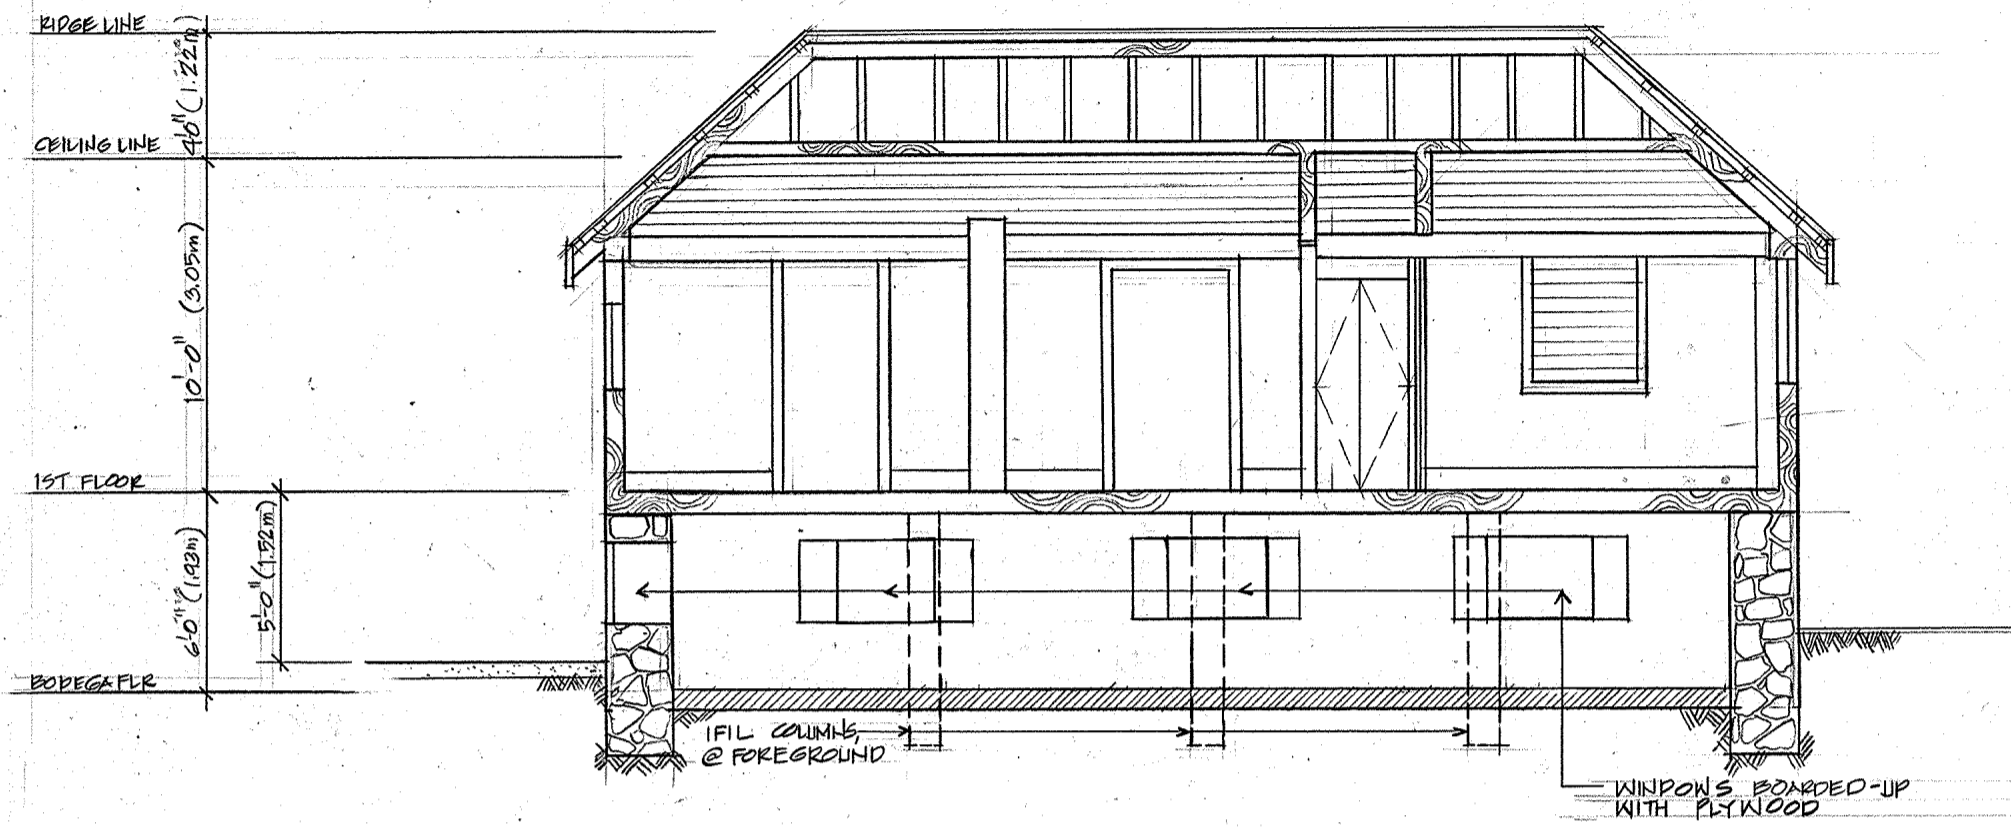 RIDGE LINE
4'0" (1.22m)
CEILING LINE
10'-0" (3.05m)
1ST FLOOR
6'0" (1.93m)
5'-0" (1.52m)
BODEGA FLR
IFIL COLUMNS,
@ FOREGROUND
WINDOWS BOARDED-UP
WITH PLYWOOD